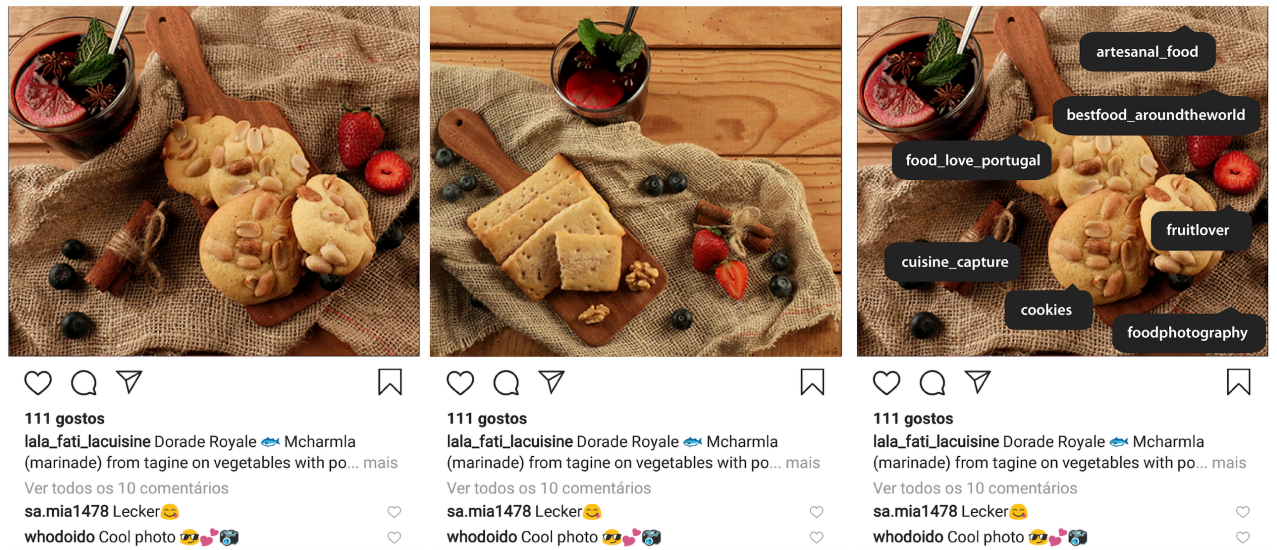 artesanal_food
bestfood_aroundtheworld
food_love_portugal
fruitlover
cuisine_capture
cookies
foodphotography
111 gostos
lala_fati_lacuisine Dorade Royale 🐟 Mcharmla
(marinade) from tagine on vegetables with po... mais
Ver todos os 10 comentários
sa.mia1478 Lecker😋
whodoido Cool photo 😎💕📷
111 gostos
lala_fati_lacuisine Dorade Royale 🐟 Mcharmla
(marinade) from tagine on vegetables with po... mais
Ver todos os 10 comentários
sa.mia1478 Lecker😋
whodoido Cool photo 😎💕📷
111 gostos
lala_fati_lacuisine Dorade Royale 🐟 Mcharmla
(marinade) from tagine on vegetables with po... mais
Ver todos os 10 comentários
sa.mia1478 Lecker😋
whodoido Cool photo 😎💕📷